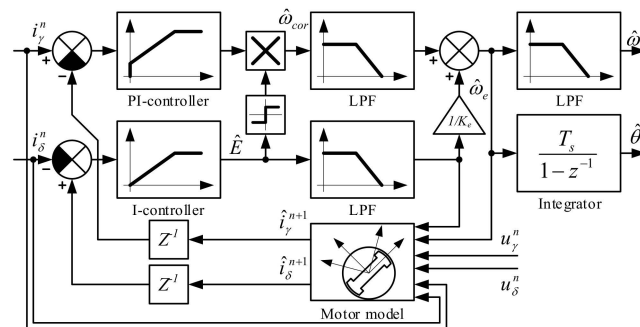 i_γ^n
+
−
PI-controller
ω̂_cor
LPF
+
+
ω̂_e
LPF
ω̂
i_δ^n
−
+
I-controller
Ê
LPF
1/K_e
T_s
1−z^{-1}
Integrator
θ̂
Z^{-1}
î_γ^{n+1}
u_γ^n
Z^{-1}
î_δ^{n+1}
u_δ^n
Motor model